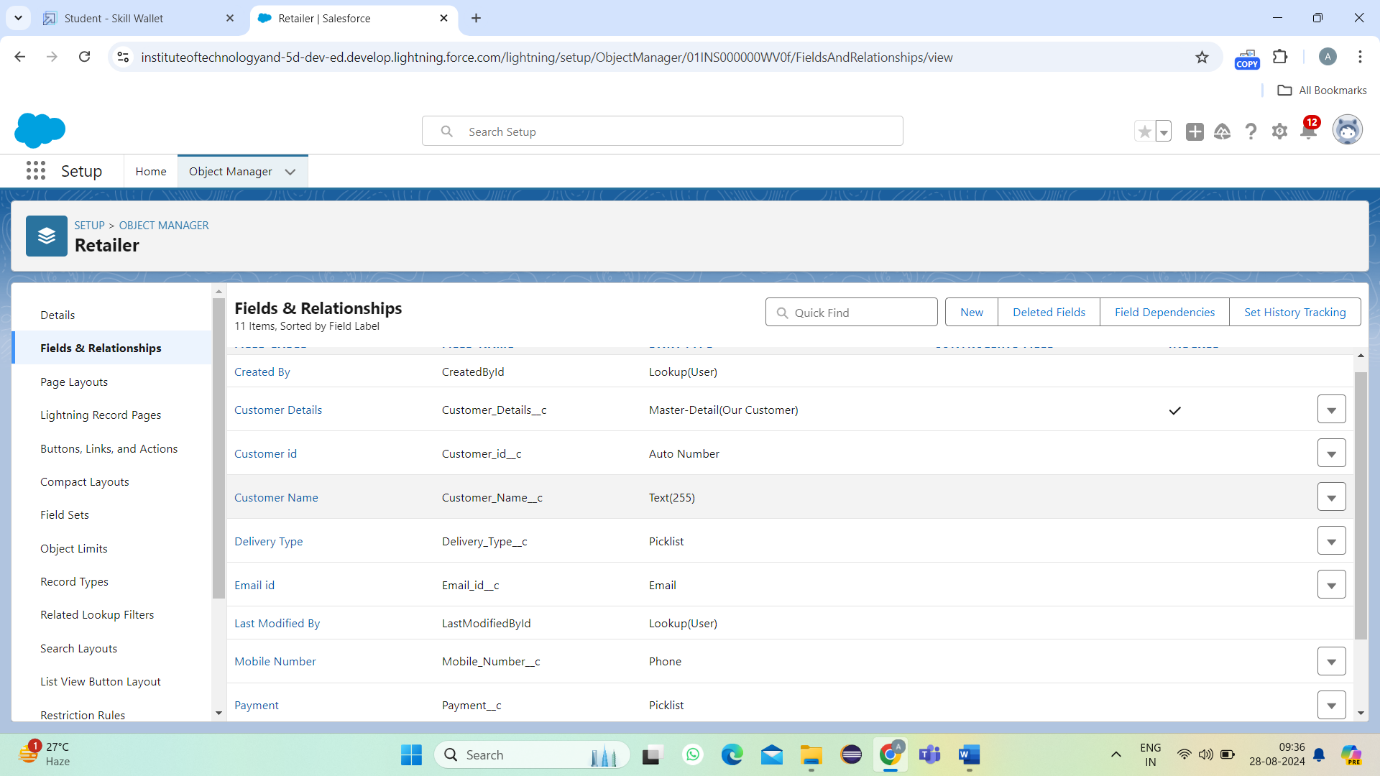 Student - Skill Wallet
Retailer | Salesforce
instituteoftechnologyand-5d-dev-ed.develop.lightning.force.com/lightning/setup/ObjectManager/01INS000000WV0f/FieldsAndRelationships/view
COPY
A
All Bookmarks
Search Setup
12
Setup
Home
Object Manager
SETUP > OBJECT MANAGER
Retailer
Details
Fields & Relationships
Page Layouts
Lightning Record Pages
Buttons, Links, and Actions
Compact Layouts
Field Sets
Object Limits
Record Types
Related Lookup Filters
Search Layouts
List View Button Layout
Restriction Rules
Fields & Relationships
11 Items, Sorted by Field Label
Quick Find
New
Deleted Fields
Field Dependencies
Set History Tracking
Created By CreatedById Lookup(User)
Customer Details Customer_Details__c Master-Detail(Our Customer)
Customer id Customer_id__c Auto Number
Customer Name Customer_Name__c Text(255)
Delivery Type Delivery_Type__c Picklist
Email id Email_id__c Email
Last Modified By LastModifiedById Lookup(User)
Mobile Number Mobile_Number__c Phone
Payment Payment__c Picklist
1
27°C
Haze
Search
A
ENG
IN
09:36
28-08-2024
PRE